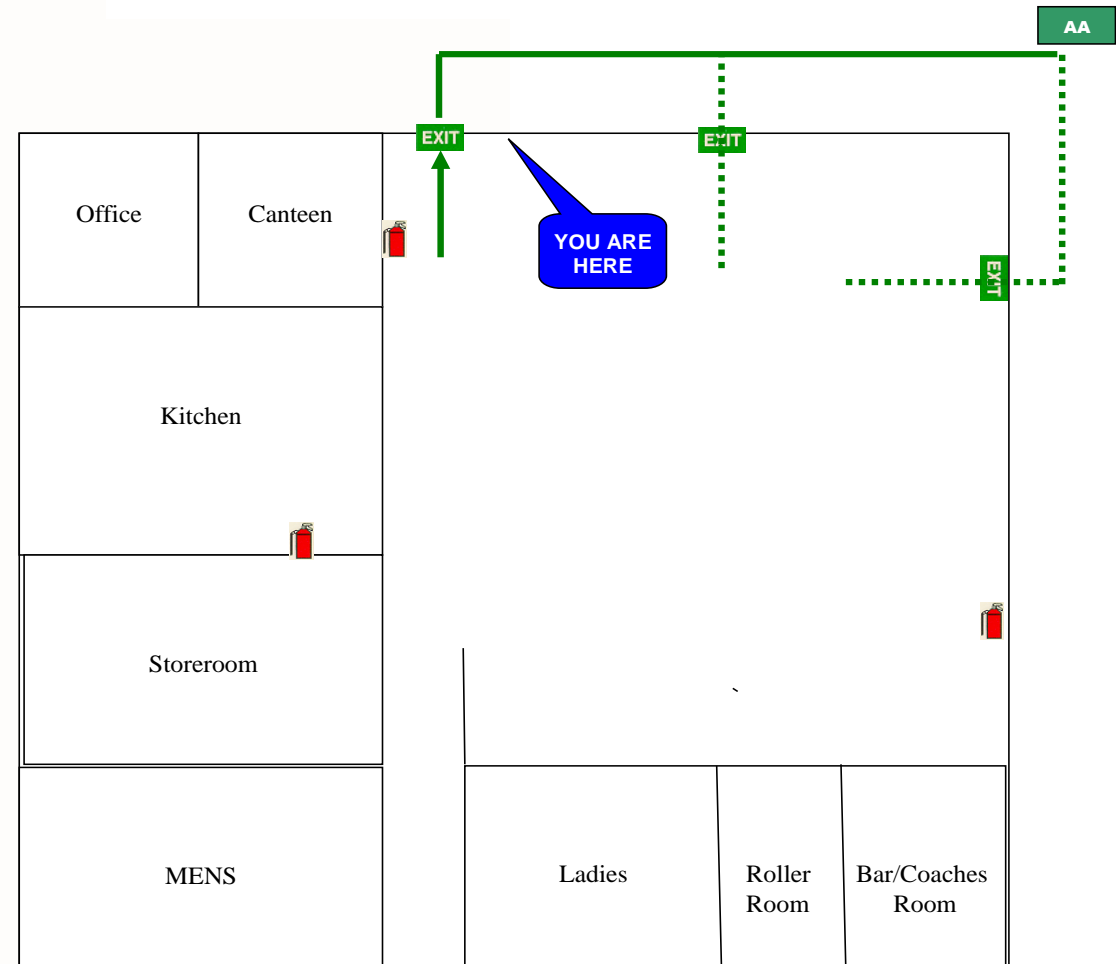 AA
EXIT
EXIT
Office
Canteen
YOU ARE
HERE
EXIT
Kitchen
Storeroom
MENS
Ladies
Roller
Room
Bar/Coaches
Room